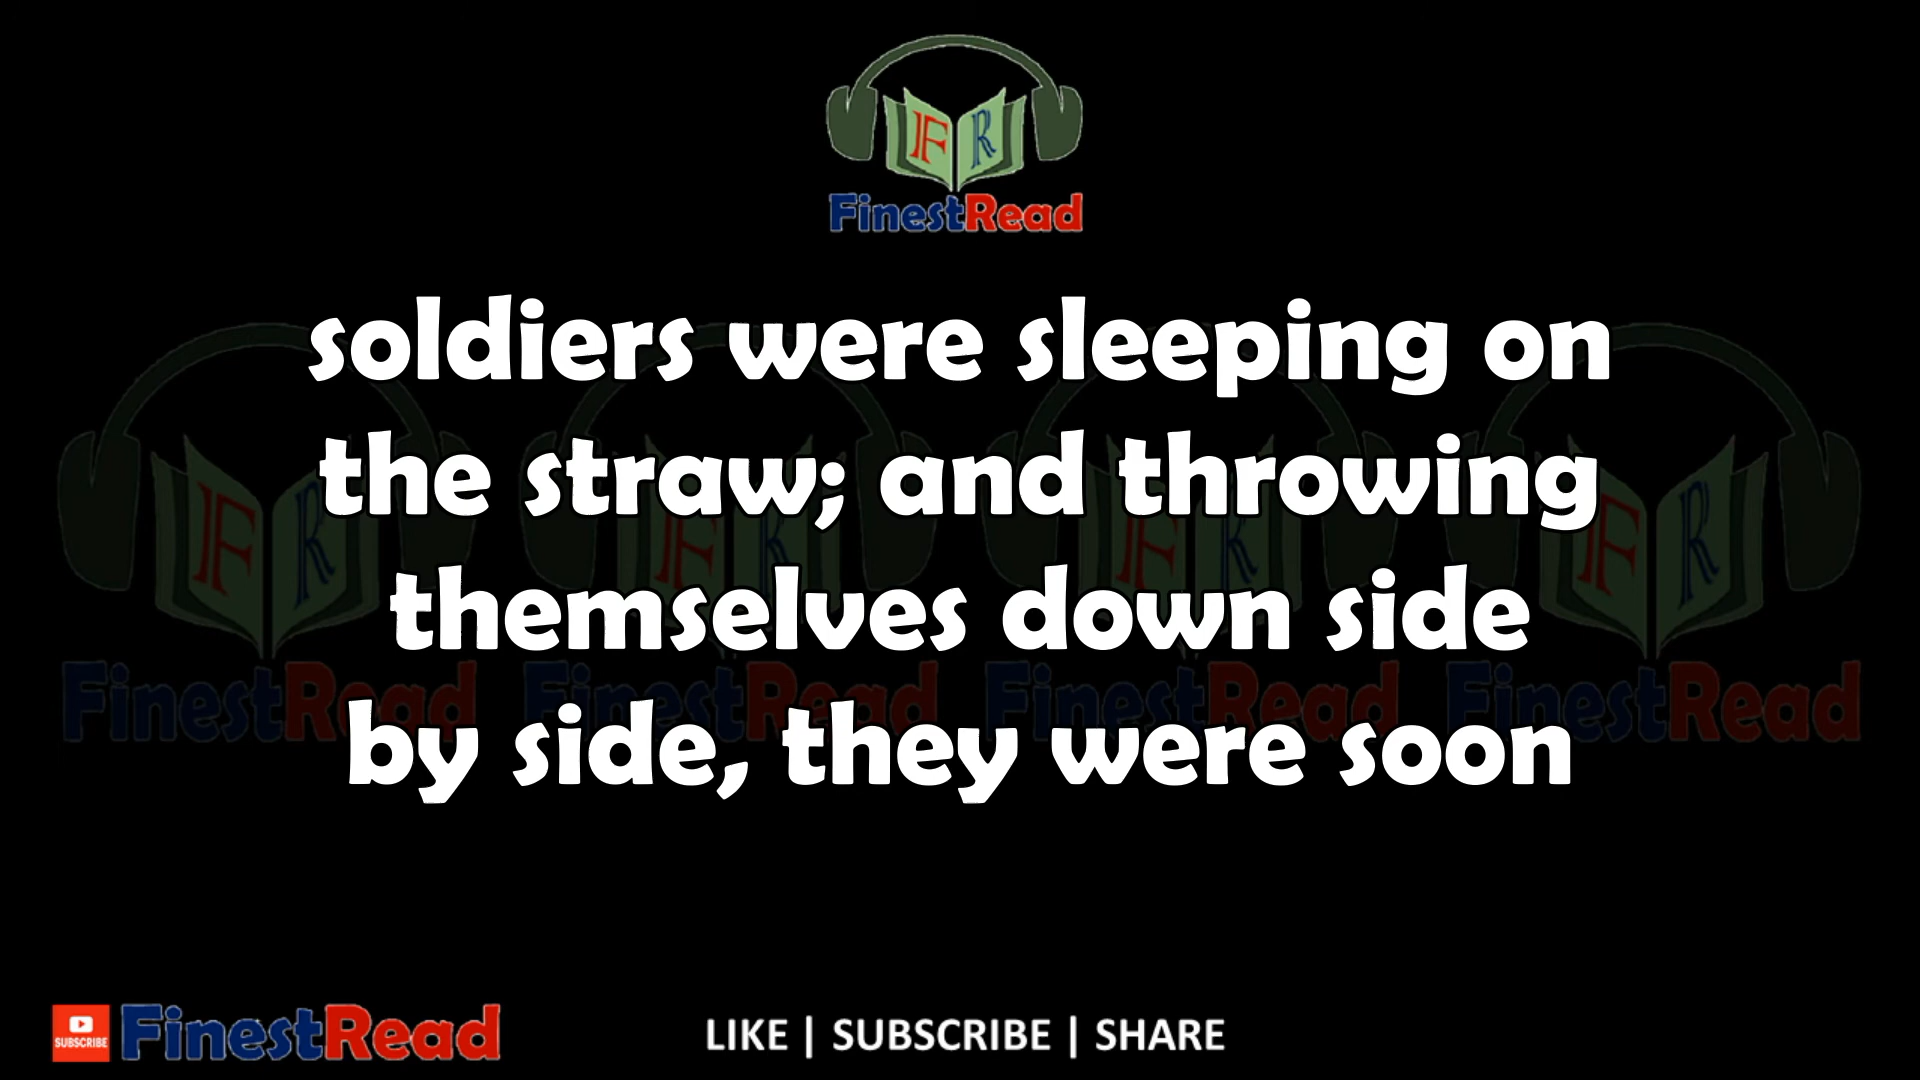 F R
FinestRead
soldiers were sleeping on
the straw; and throwing
themselves down side
by side, they were soon
F R F R F R F R
FinestRead FinestRead FinestRead FinestRead
SUBSCRIBE FinestRead LIKE | SUBSCRIBE | SHARE